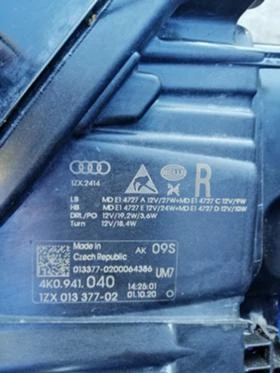 1ZX.2414
R
LB MD E1 4727 A 12V/27W+MD E1 4727 C 12V/9W
HB MD E1 4727 E 12V/24W+MD E1 4727 D 12V/10W
DRL/PO 12V/19,2W/3,6W
Turn 12V/18,4W
Made in
Czech Republic
AK 09S
013377-0200064386 UM7
4K0.941.040 14:25:01
1ZX 013 377-02 01.10.20